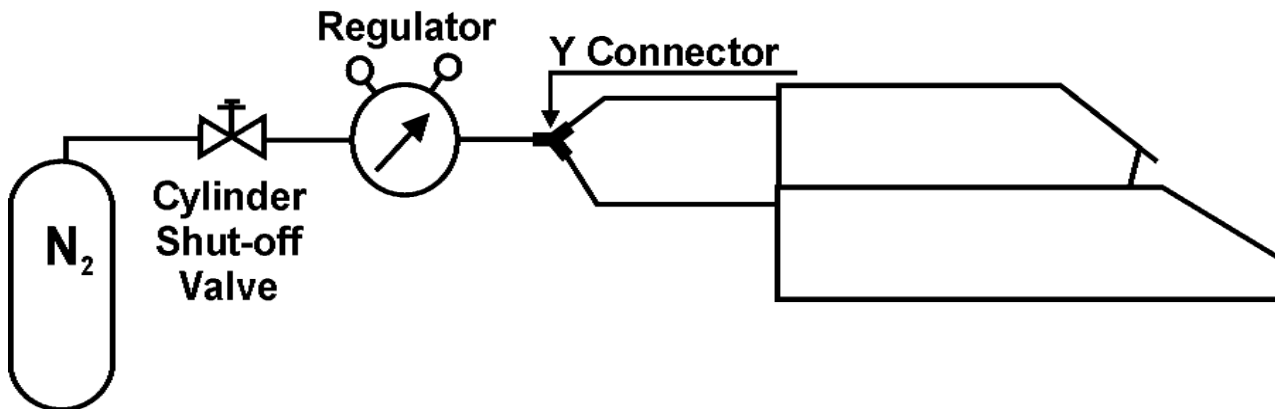 Regulator
Y Connector
Cylinder
Shut-off
Valve
N₂